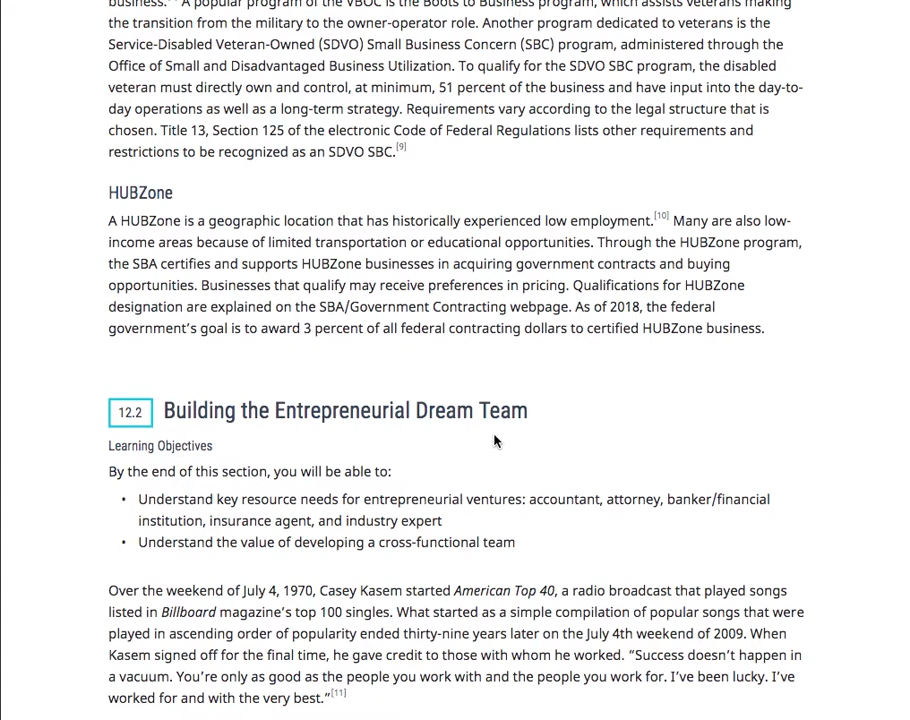 business.[8] A popular program of the VBOC is the Boots to Business program, which assists veterans making
the transition from the military to the owner-operator role. Another program dedicated to veterans is the
Service-Disabled Veteran-Owned (SDVO) Small Business Concern (SBC) program, administered through the
Office of Small and Disadvantaged Business Utilization. To qualify for the SDVO SBC program, the disabled
veteran must directly own and control, at minimum, 51 percent of the business and have input into the day-to-
day operations as well as a long-term strategy. Requirements vary according to the legal structure that is
chosen. Title 13, Section 125 of the electronic Code of Federal Regulations lists other requirements and
restrictions to be recognized as an SDVO SBC.[9]
HUBZone
A HUBZone is a geographic location that has historically experienced low employment.[10] Many are also low-
income areas because of limited transportation or educational opportunities. Through the HUBZone program,
the SBA certifies and supports HUBZone businesses in acquiring government contracts and buying
opportunities. Businesses that qualify may receive preferences in pricing. Qualifications for HUBZone
designation are explained on the SBA/Government Contracting webpage. As of 2018, the federal
government’s goal is to award 3 percent of all federal contracting dollars to certified HUBZone business.
12.2 Building the Entrepreneurial Dream Team
Learning Objectives
By the end of this section, you will be able to:
• Understand key resource needs for entrepreneurial ventures: accountant, attorney, banker/financial
institution, insurance agent, and industry expert
• Understand the value of developing a cross-functional team
Over the weekend of July 4, 1970, Casey Kasem started American Top 40, a radio broadcast that played songs
listed in Billboard magazine’s top 100 singles. What started as a simple compilation of popular songs that were
played in ascending order of popularity ended thirty-nine years later on the July 4th weekend of 2009. When
Kasem signed off for the final time, he gave credit to those with whom he worked. “Success doesn’t happen in
a vacuum. You’re only as good as the people you work with and the people you work for. I’ve been lucky. I’ve
worked for and with the very best.”[11]